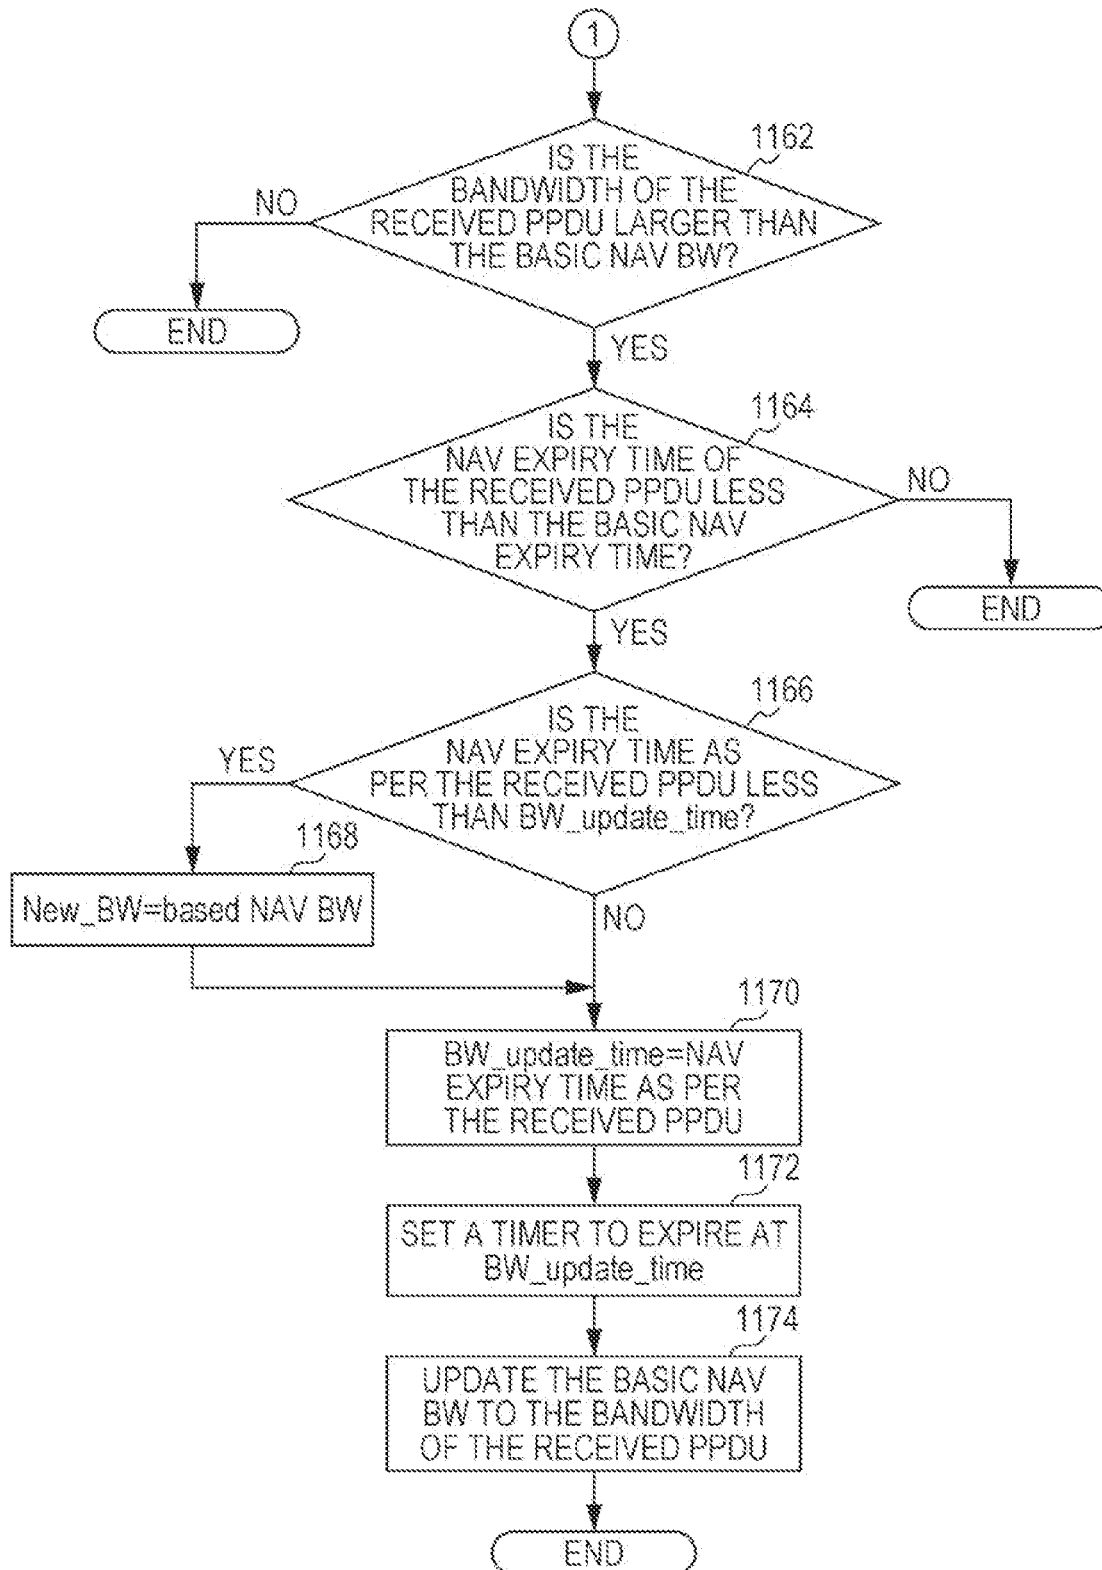 1
1162
IS THE
BANDWIDTH OF THE
RECEIVED PPDU LARGER THAN
THE BASIC NAV BW?
NO
END
YES
1164
IS THE
NAV EXPIRY TIME OF
THE RECEIVED PPDU LESS
THAN THE BASIC NAV
EXPIRY TIME?
NO
END
YES
1166
IS THE
NAV EXPIRY TIME AS
PER THE RECEIVED PPDU LESS
THAN BW_update_time?
YES
1168
New_BW=based NAV BW
NO
1170
BW_update_time=NAV
EXPIRY TIME AS PER
THE RECEIVED PPDU
1172
SET A TIMER TO EXPIRE AT
BW_update_time
1174
UPDATE THE BASIC NAV
BW TO THE BANDWIDTH
OF THE RECEIVED PPDU
END